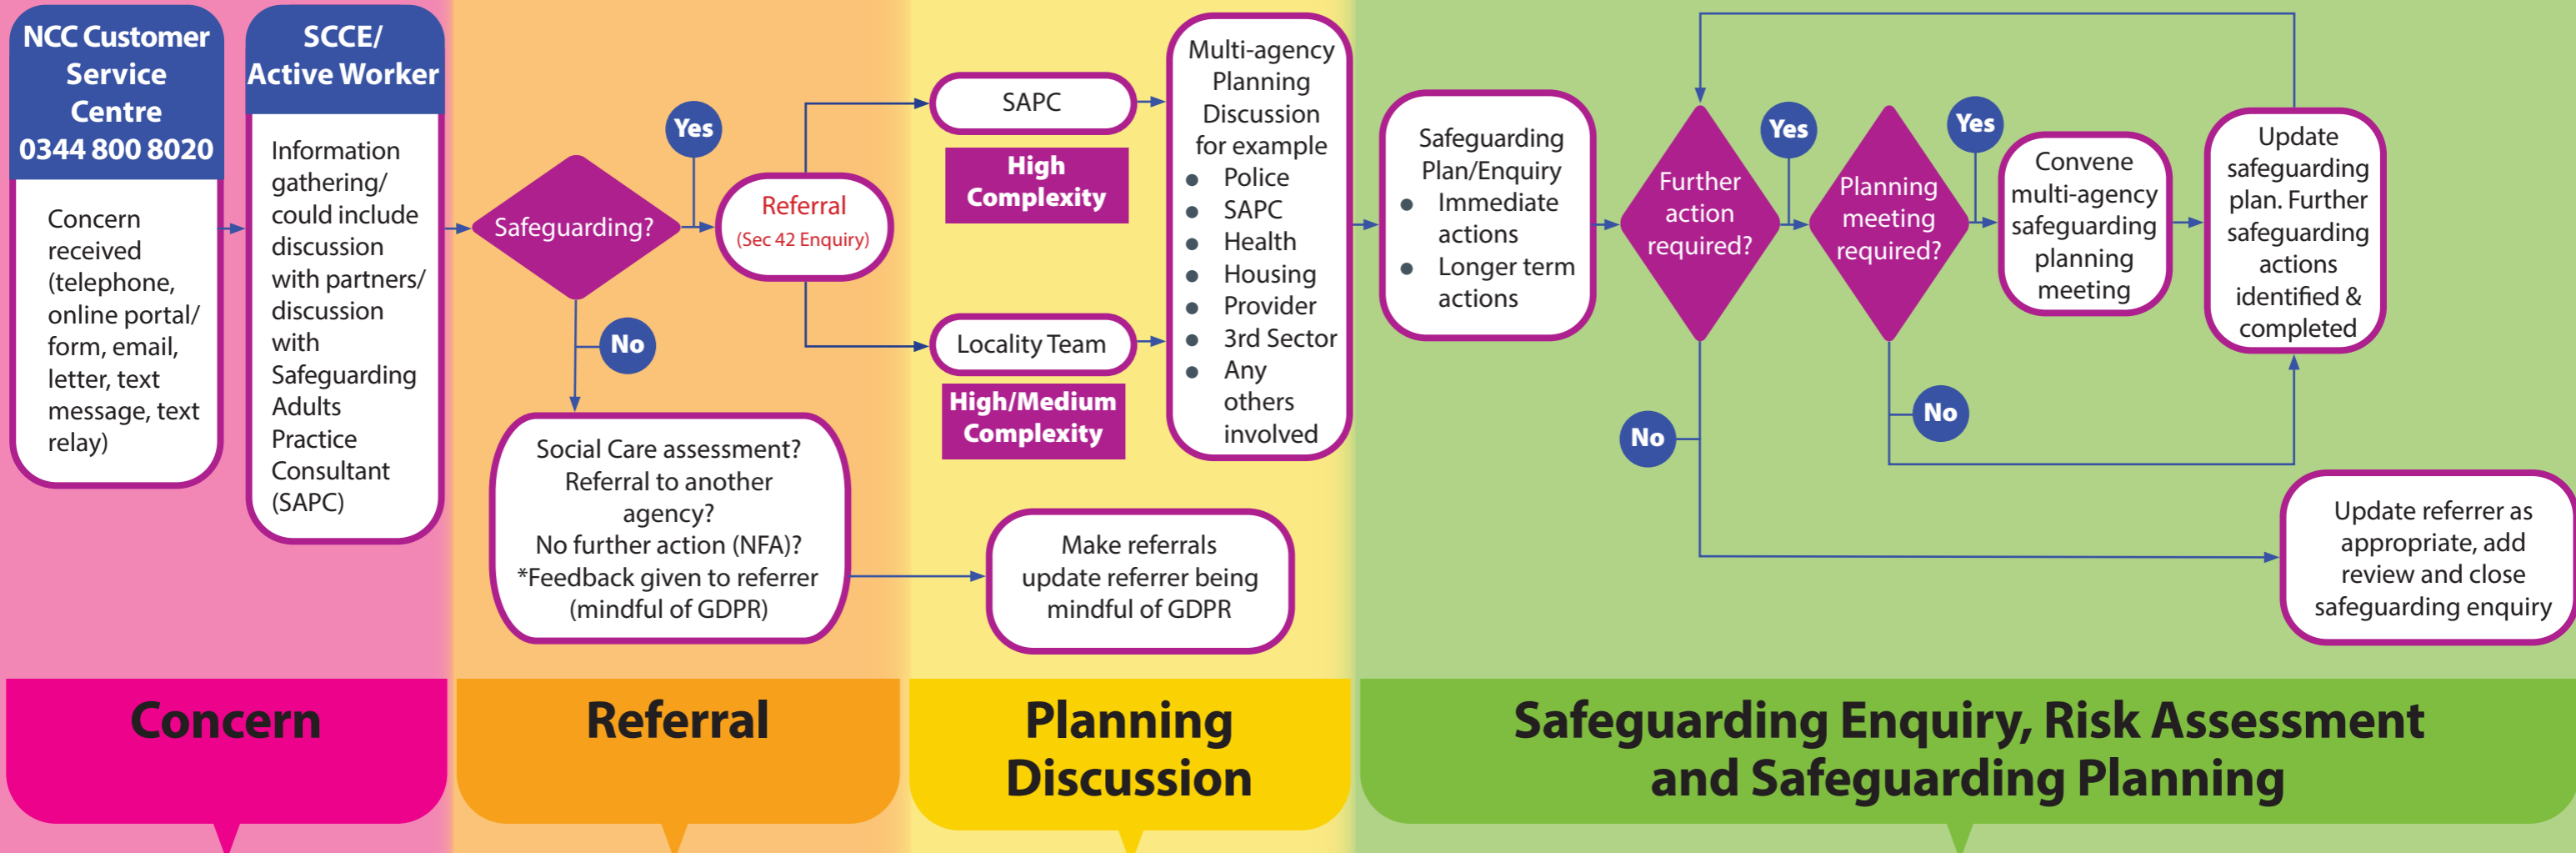 NCC Customer
Service
Centre
0344 800 8020
Concern
received
(telephone,
online portal/
form, email,
letter, text
message, text
relay)
SCCE/
Active Worker
Information
gathering/
could include
discussion
with partners/
discussion
with
Safeguarding
Adults
Practice
Consultant
(SAPC)
Safeguarding?
Yes
No
Referral
(Sec 42 Enquiry)
Social Care assessment?
Referral to another
agency?
No further action (NFA)?
*Feedback given to referrer
(mindful of GDPR)
SAPC
High
Complexity
Locality Team
High/Medium
Complexity
Make referrals
update referrer being
mindful of GDPR
Multi-agency
Planning
Discussion
for example
● Police
● SAPC
● Health
● Housing
● Provider
● 3rd Sector
● Any
others
involved
Safeguarding
Plan/Enquiry
● Immediate
actions
● Longer term
actions
Further
action
required?
Yes
No
Planning
meeting
required?
Yes
No
Convene
multi-agency
safeguarding
planning
meeting
Update
safeguarding
plan. Further
safeguarding
actions
identified &
completed
Update referrer as
appropriate, add
review and close
safeguarding enquiry
Concern
Referral
Planning
Discussion
Safeguarding Enquiry, Risk Assessment
and Safeguarding Planning